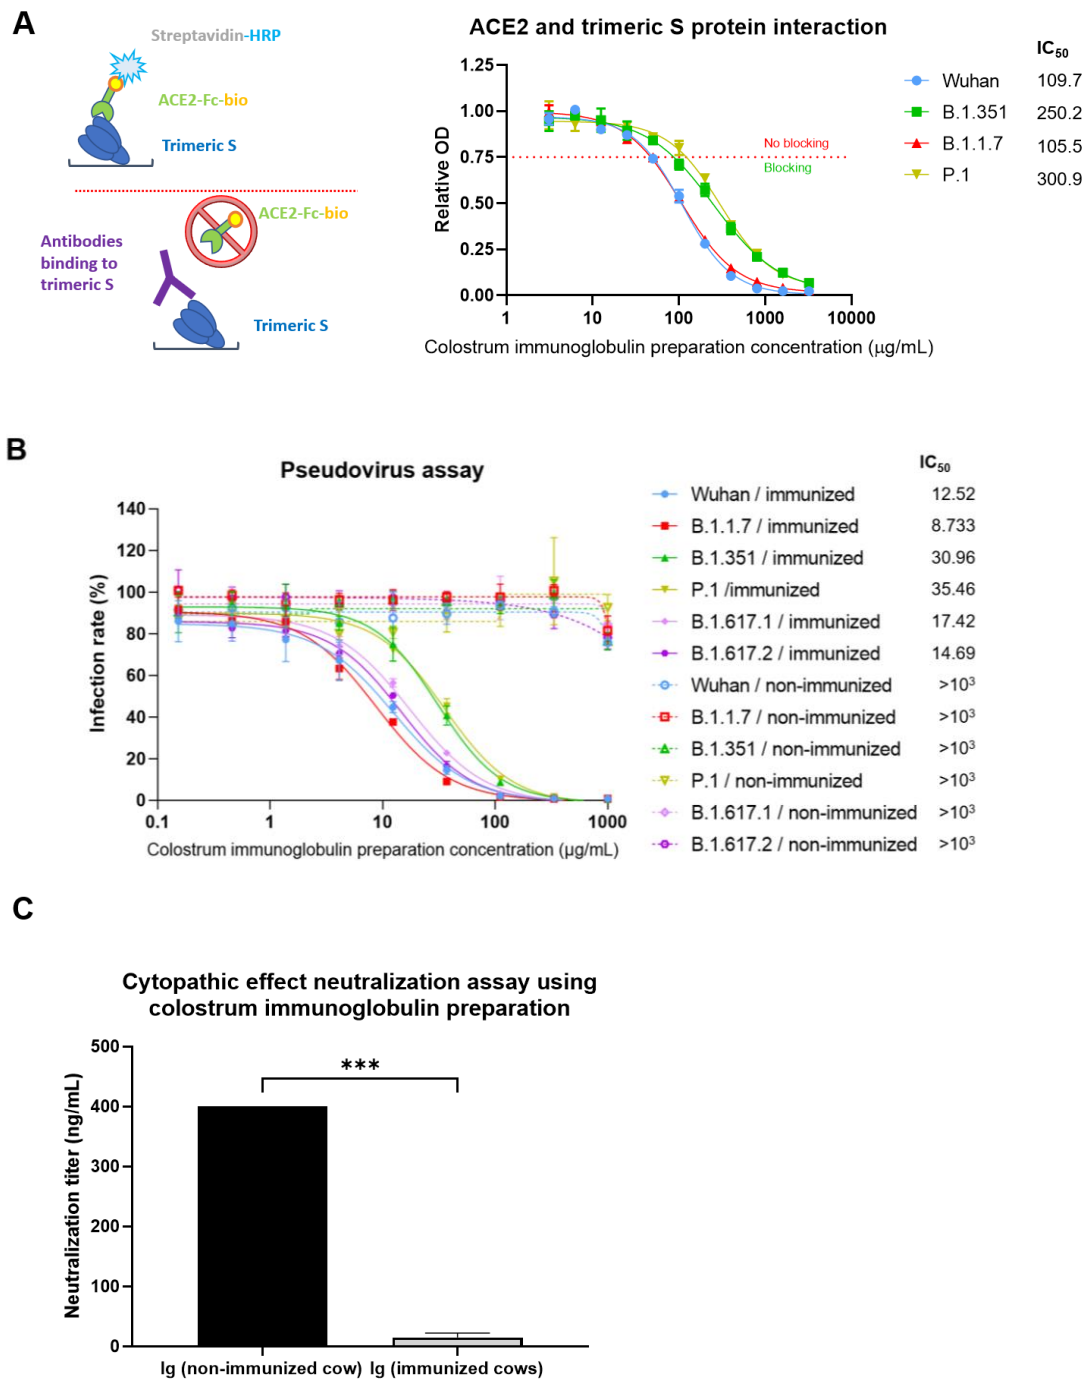 A
Streptavidin-HRP
ACE2-Fc-bio
Trimeric S
ACE2-Fc-bio
Antibodies
binding to
trimeric S
Trimeric S
ACE2 and trimeric S protein interaction
IC50
Wuhan 109.7
B.1.351 250.2
B.1.1.7 105.5
P.1 300.9
Relative OD
1.25
1.00
0.75
0.50
0.25
0.00
No blocking
Blocking
1 10 100 1000 10000
Colostrum immunoglobulin preparation concentration (µg/mL)
B
Pseudovirus assay
IC50
Wuhan / immunized 12.52
B.1.1.7 / immunized 8.733
B.1.351 / immunized 30.96
P.1 /immunized 35.46
B.1.617.1 / immunized 17.42
B.1.617.2 / immunized 14.69
Wuhan / non-immunized >10³
B.1.1.7 / non-immunized >10³
B.1.351 / non-immunized >10³
P.1 / non-immunized >10³
B.1.617.1 / non-immunized >10³
B.1.617.2 / non-immunized >10³
Infection rate (%)
140
120
100
80
60
40
20
0
0.1 1 10 100 1000
Colostrum immunoglobulin preparation concentration (µg/mL)
C
Cytopathic effect neutralization assay using
colostrum immunoglobulin preparation
Neutralization titer (ng/mL)
500
400
300
200
100
0
***
Ig (non-immunized cow) Ig (immunized cows)